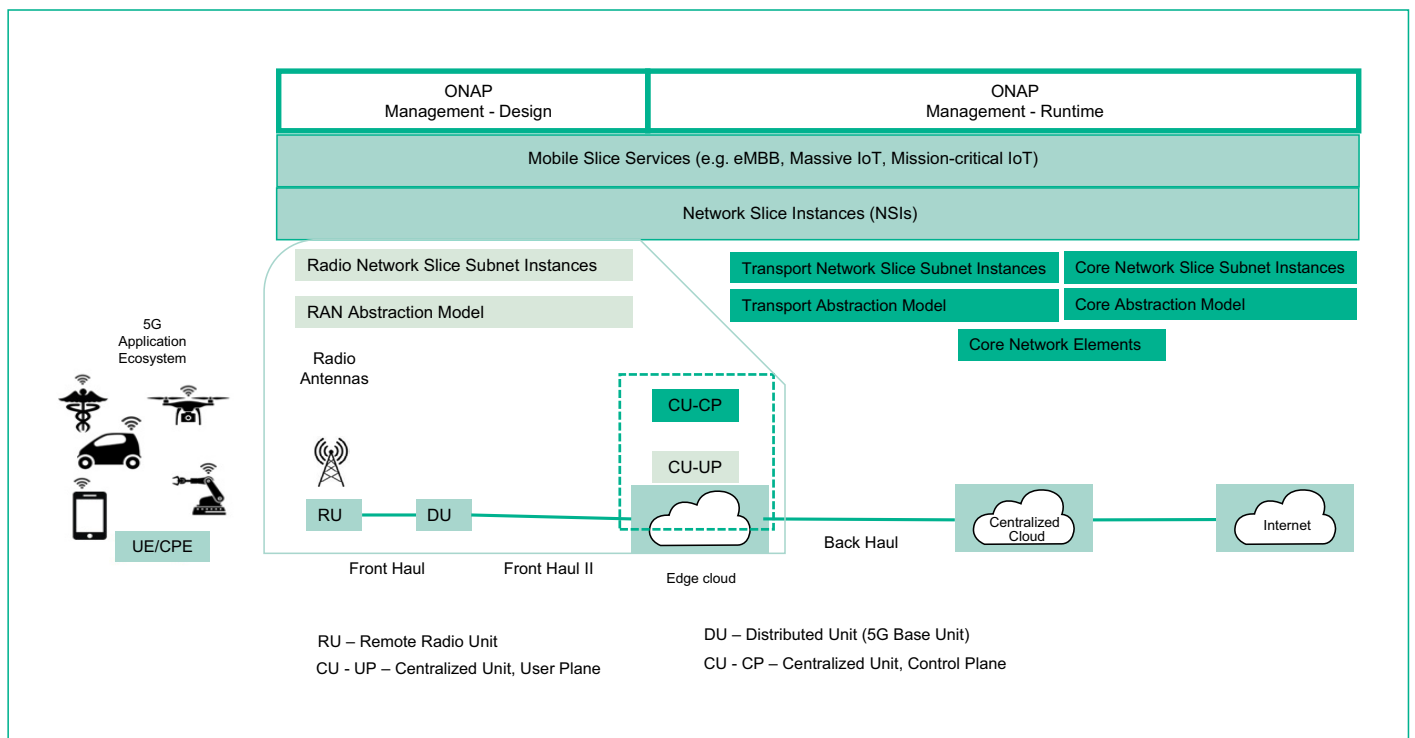 ONAP
Management - Design
ONAP
Management - Runtime
Mobile Slice Services (e.g. eMBB, Massive IoT, Mission-critical IoT)
Network Slice Instances (NSIs)
Radio Network Slice Subnet Instances
Transport Network Slice Subnet Instances
Core Network Slice Subnet Instances
RAN Abstraction Model
Transport Abstraction Model
Core Abstraction Model
Core Network Elements
5G
Application
Ecosystem
Radio
Antennas
CU-CP
CU-UP
RU
DU
Centralized
Cloud
Internet
UE/CPE
Back Haul
Front Haul
Front Haul II
Edge cloud
RU – Remote Radio Unit
DU – Distributed Unit (5G Base Unit)
CU - UP – Centralized Unit, User Plane
CU - CP – Centralized Unit, Control Plane